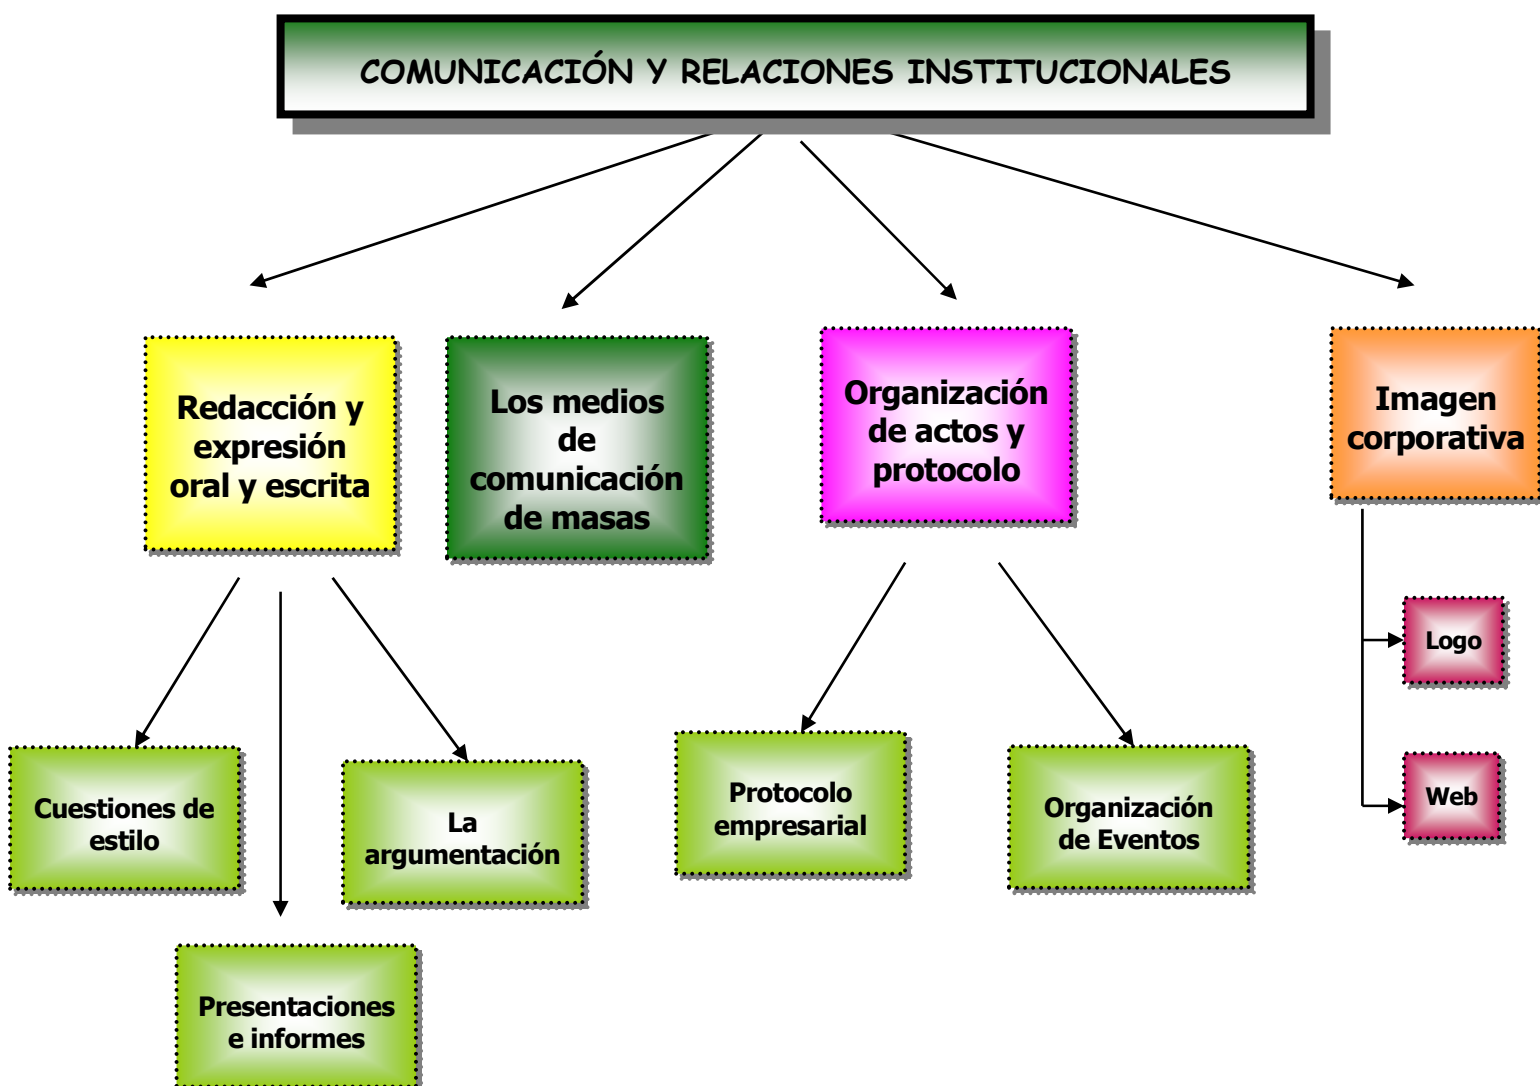 COMUNICACIÓN Y RELACIONES INSTITUCIONALES
Redacción y
expresión
oral y escrita
Los medios
de
comunicación
de masas
Organización
de actos y
protocolo
Imagen
corporativa
Logo
Web
Cuestiones de
estilo
La
argumentación
Protocolo
empresarial
Organización
de Eventos
Presentaciones
e informes